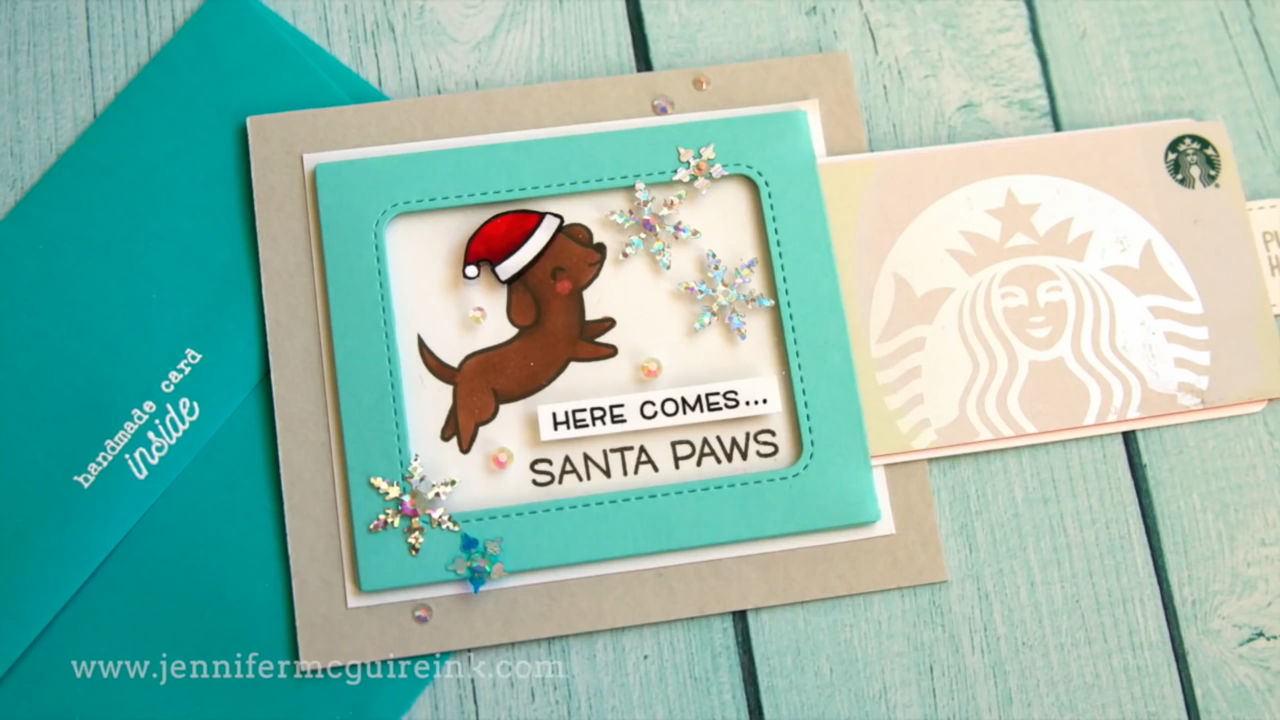 handmade card
inside
HERE COMES...
SANTA PAWS
www.jennifermcguireink.com